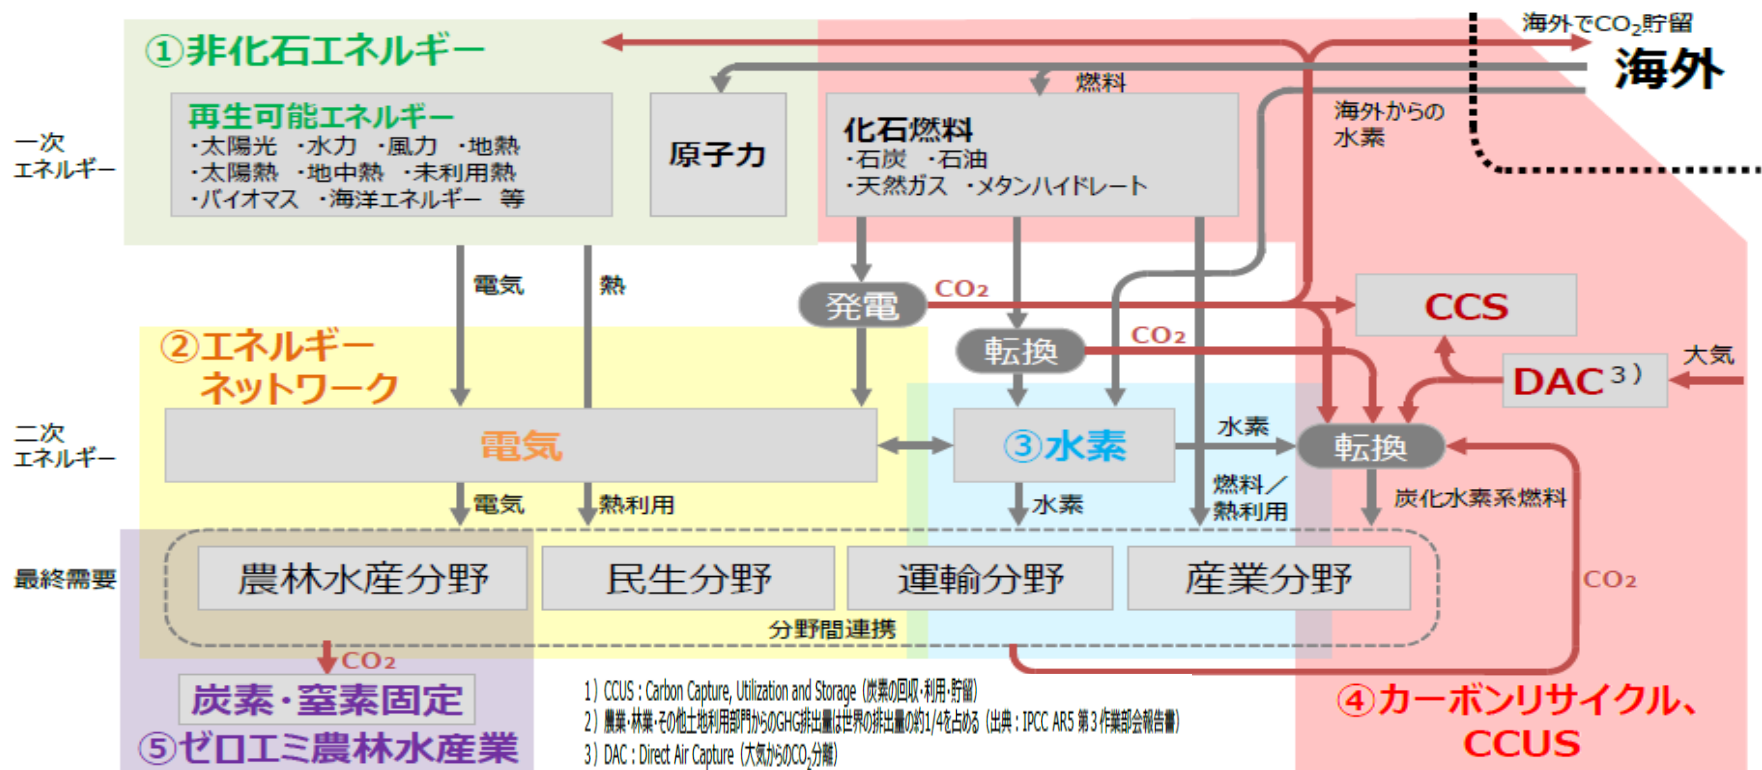 海外でCO₂貯留
①非化石エネルギー
海外
燃料
再生可能エネルギー
・太陽光 ・水力 ・風力 ・地熱
・太陽熱 ・地中熱 ・未利用熱
・バイオマス ・海洋エネルギー 等
原子力
化石燃料
・石炭 ・石油
・天然ガス ・メタンハイドレート
海外からの
水素
一次
エネルギー
電気
熱
発電
CO₂
CCS
転換
CO₂
大気
DAC³⁾
②エネルギー
ネットワーク
二次
エネルギー
電気
③水素
水素
転換
電気
熱利用
水素
燃料/
熱利用
炭化水素系燃料
最終需要
農林水産分野
民生分野
運輸分野
産業分野
CO₂
分野間連携
CO₂
炭素・窒素固定
⑤ゼロエミ農林水産業
④カーボンリサイクル、
CCUS
1) CCUS:Carbon Capture, Utilization and Storage (炭素の回収・利用・貯留)
2) 農業・林業・その他土地利用部門からのGHG排出量は世界の排出量の約1/4を占める (出典:IPCC AR5 第3作業部会報告書)
3) DAC:Direct Air Capture (大気からのCO₂分離)